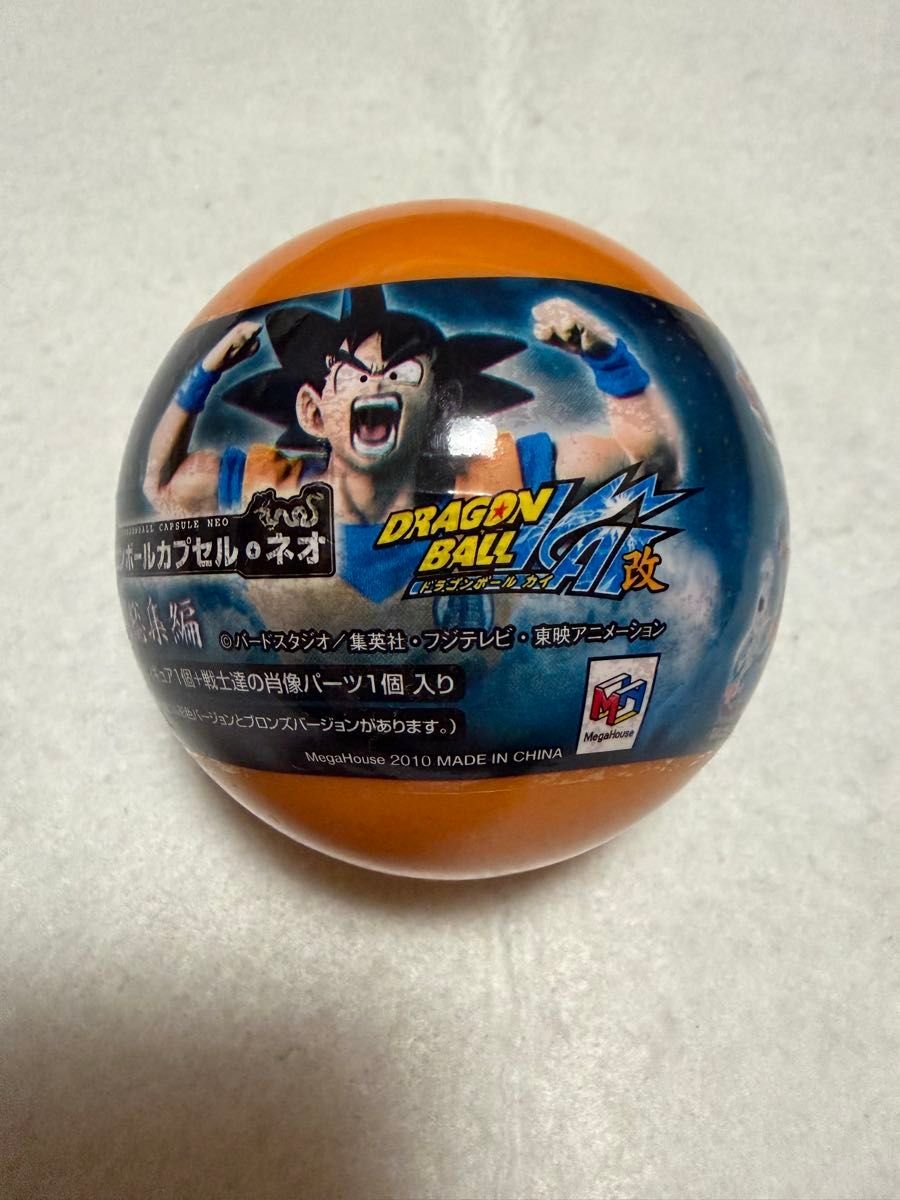 CAPSULE NEO
ンボールカプセル・ネオ
DRAGON
BALL
KAI
改
ドラゴンボール カイ
集編
©バードスタジオ/集英社・フジテレビ・東映アニメーション
ギュア1個+戦士達の肖像パーツ1個 入り
バージョンとブロンズバージョンがあります。)
MegaHouse
MegaHouse 2010 MADE IN CHINA